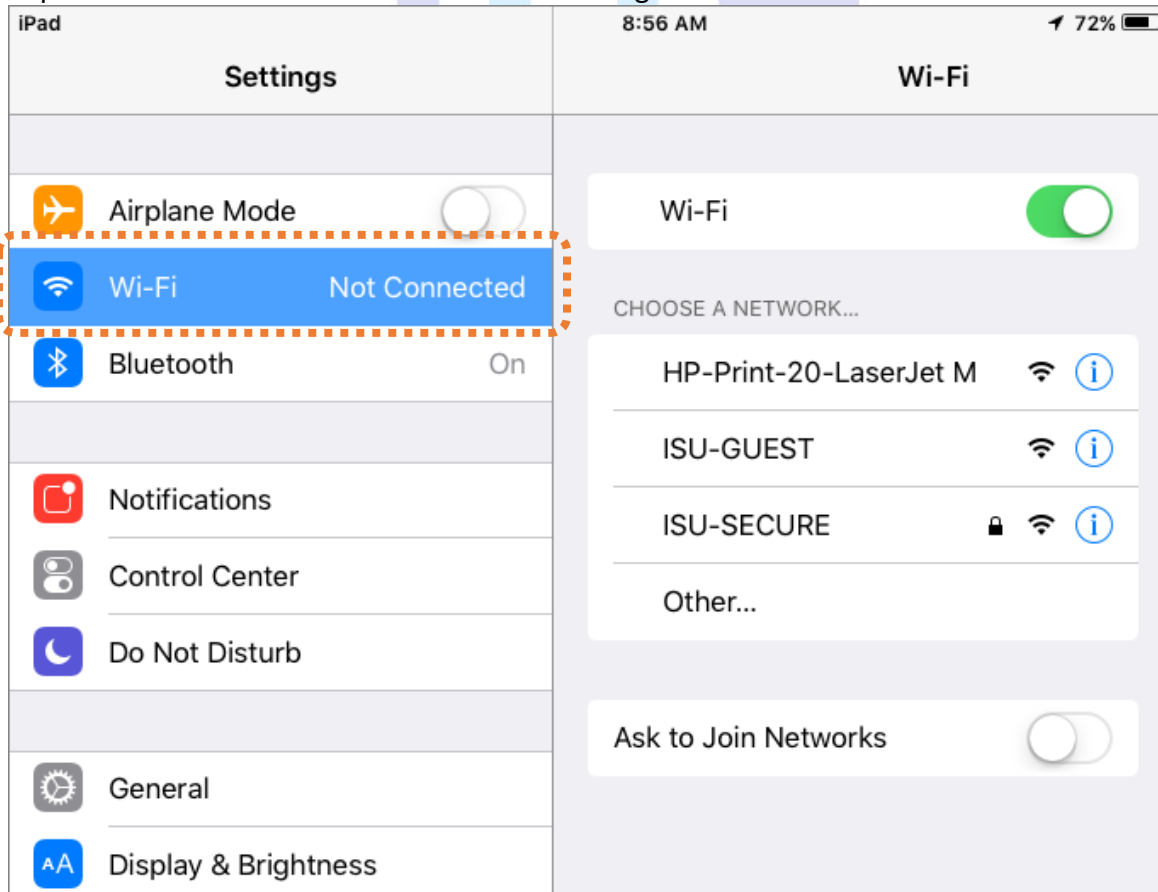 iPad 8:56 AM 72%
Settings
Wi-Fi
Airplane Mode
Wi-Fi Not Connected
Bluetooth On
Notifications
Control Center
Do Not Disturb
General
AA Display & Brightness
Wi-Fi
CHOOSE A NETWORK...
HP-Print-20-LaserJet M
ISU-GUEST
ISU-SECURE
Other...
Ask to Join Networks